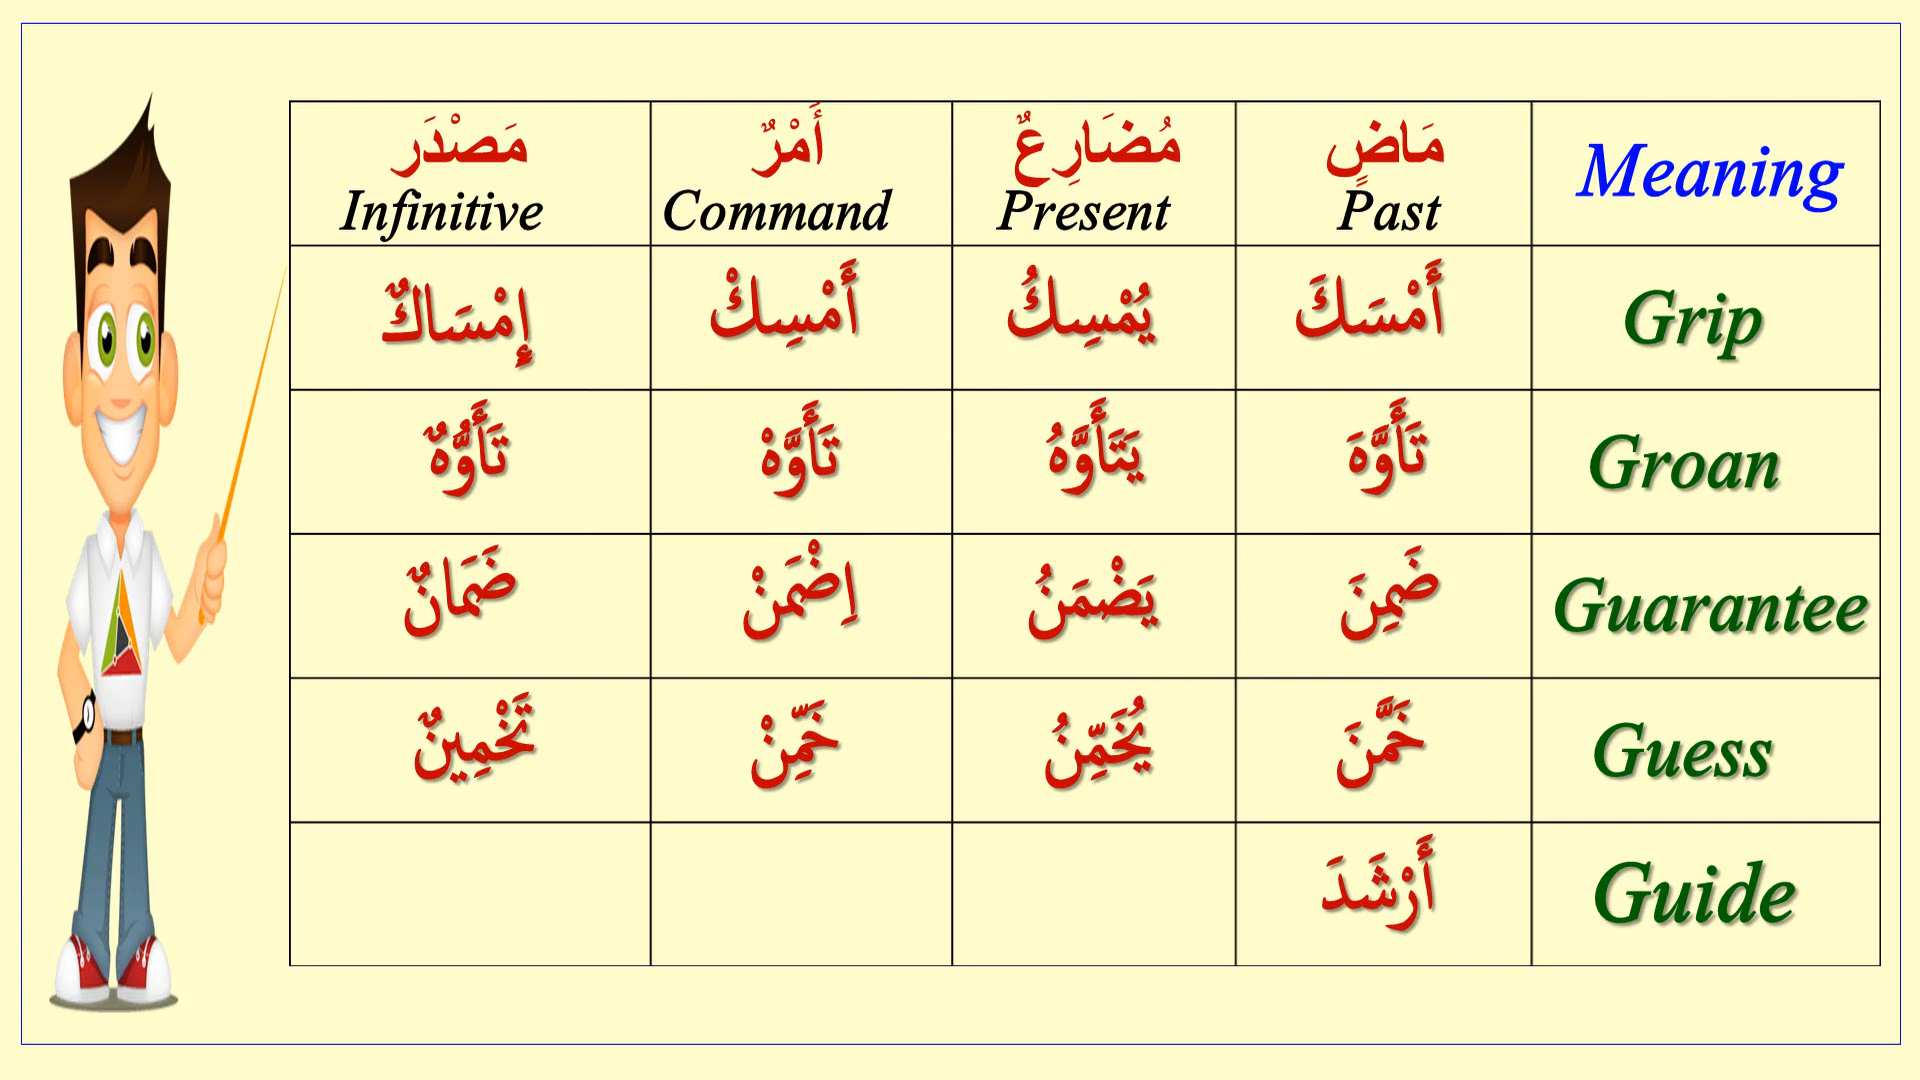 Meaning مَاضٍ مُضَارِعٌ أَمْرٌ مَصْدَر
Past Present Command Infinitive
Grip أَمْسَكَ يُمْسِكُ أَمْسِكْ إِمْسَاكٌ
Groan تَأَوَّهَ يَتَأَوَّهُ تَأَوَّهْ تَأَوُّهٌ
Guarantee ضَمِنَ يَضْمَنُ اِضْمَنْ ضَمَانٌ
Guess خَمَّنَ يُخَمِّنُ خَمِّنْ تَخْمِينٌ
Guide أَرْشَدَ